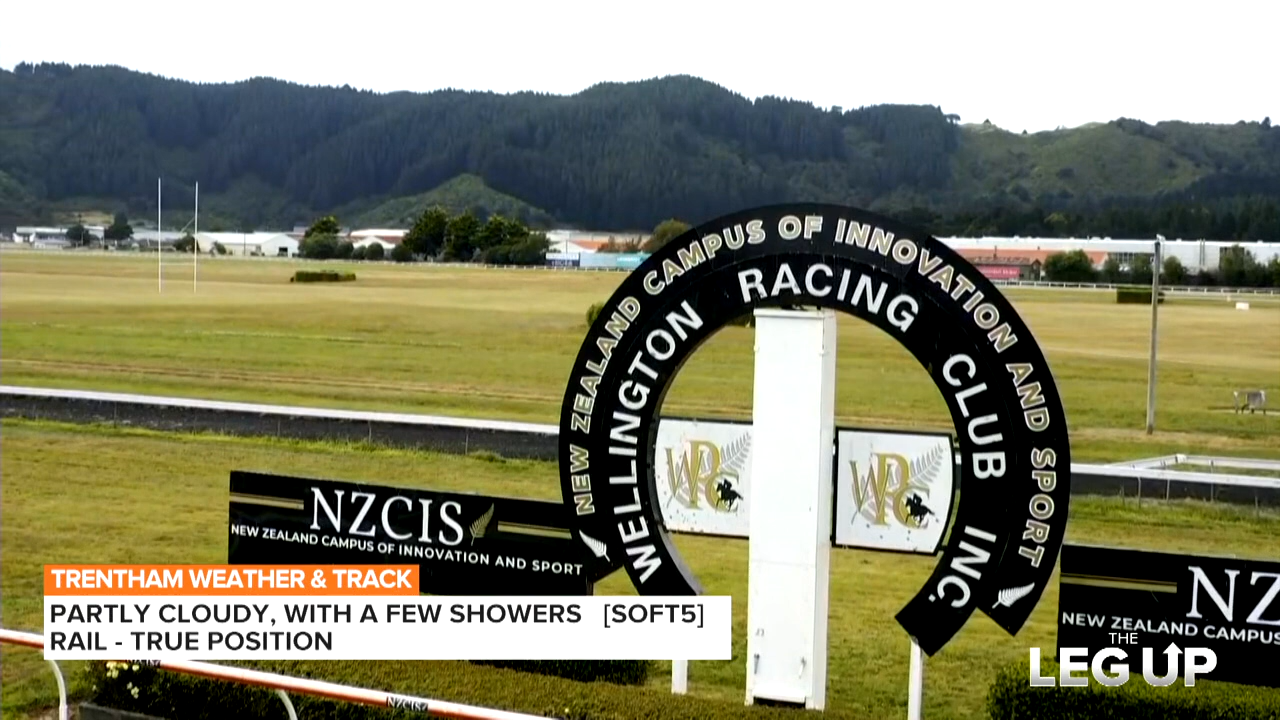 NEW ZEALAND CAMPUS OF INNOVATION AND SPORT
WELLINGTON RACING CLUB INC.
WRC
WRC
NZCIS
NEW ZEALAND CAMPUS OF INNOVATION AND SPORT
NZ
NEW ZEALAND CAMPUS
TRENTHAM WEATHER & TRACK
PARTLY CLOUDY, WITH A FEW SHOWERS [SOFT5]
RAIL - TRUE POSITION
THE
LEG UP
NZCIS